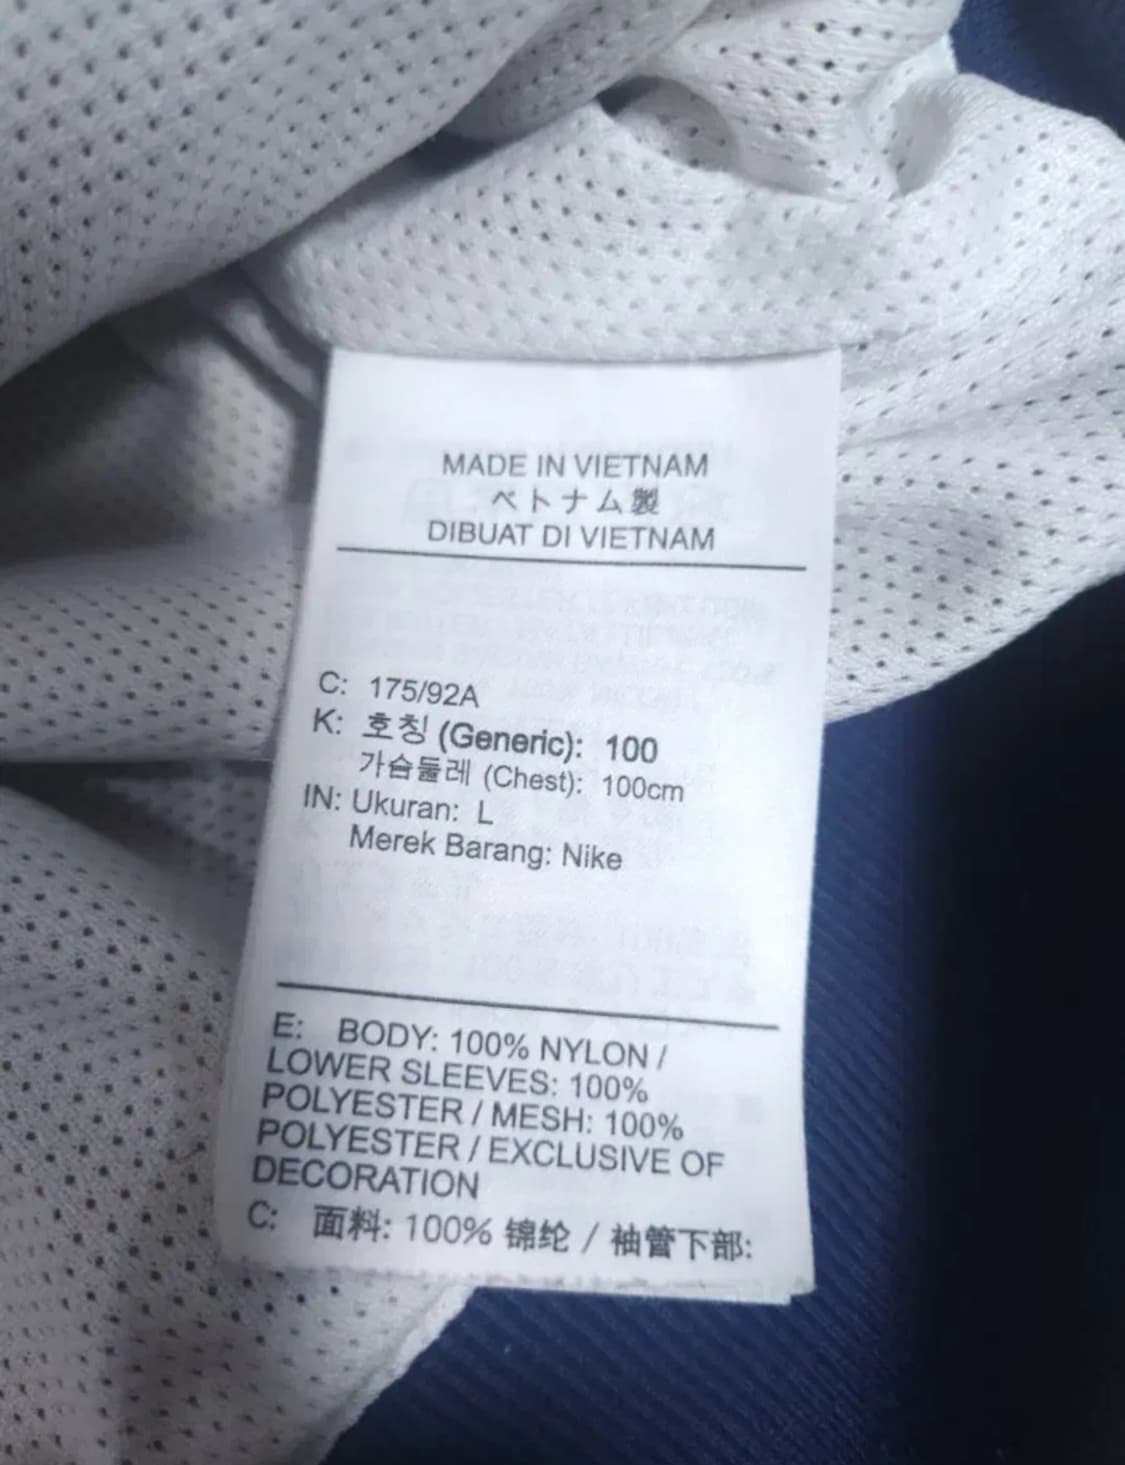 MADE IN VIETNAM
ベトナム製
DIBUAT DI VIETNAM
C: 175/92A
K: 호칭 (Generic): 100
가슴둘레 (Chest): 100cm
IN: Ukuran: L
Merek Barang: Nike
E: BODY: 100% NYLON /
LOWER SLEEVES: 100%
POLYESTER / MESH: 100%
POLYESTER / EXCLUSIVE OF
DECORATION
C: 面料: 100% 锦纶 / 袖管下部: